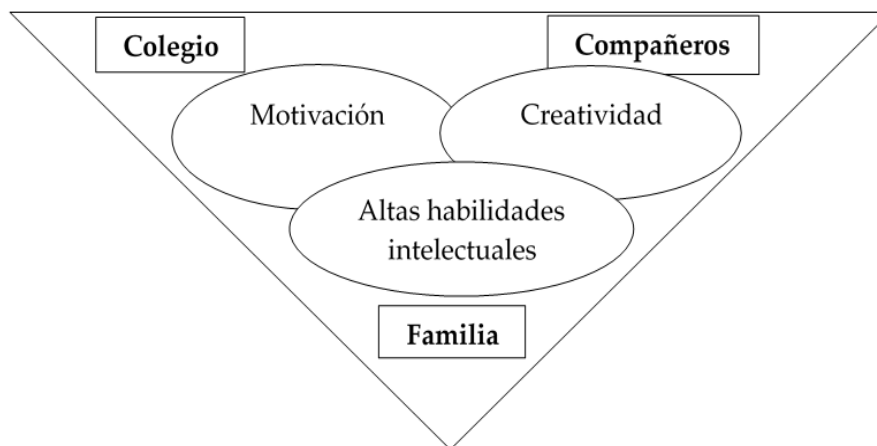 Colegio
Compañeros
Motivación
Creatividad
Altas habilidades
intelectuales
Familia